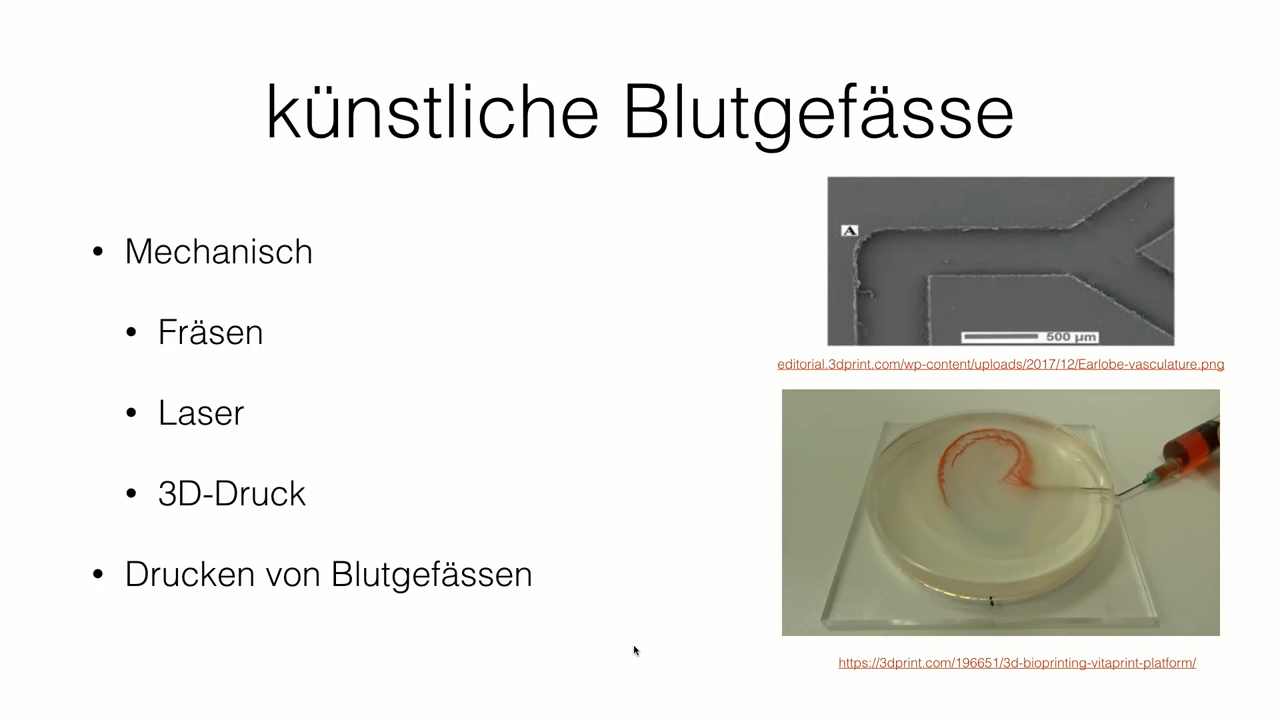 künstliche Blutgefässe
• Mechanisch
• Fräsen
• Laser
• 3D-Druck
• Drucken von Blutgefässen
A
500 µm
editorial.3dprint.com/wp-content/uploads/2017/12/Earlobe-vasculature.png
https://3dprint.com/196651/3d-bioprinting-vitaprint-platform/